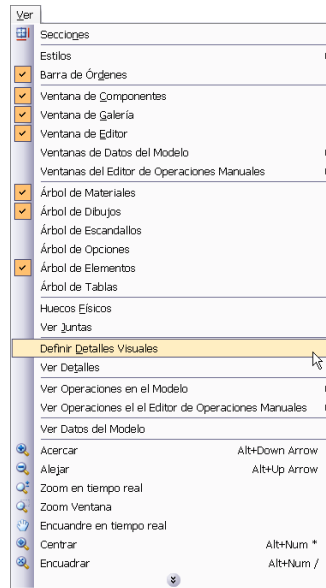 Ver
Secciones
Estilos
Barra de Órdenes
Ventana de Componentes
Ventana de Galería
Ventana de Editor
Ventanas de Datos del Modelo
Ventanas del Editor de Operaciones Manuales
Árbol de Materiales
Árbol de Dibujos
Árbol de Escandallos
Árbol de Opciones
Árbol de Elementos
Árbol de Tablas
Huecos Físicos
Ver Juntas
Definir Detalles Visuales
Ver Detalles
Ver Operaciones en el Modelo
Ver Operaciones el el Editor de Operaciones Manuales
Ver Datos del Modelo
Acercar Alt+Down Arrow
Alejar Alt+Up Arrow
Zoom en tiempo real
Zoom Ventana
Encuandre en tiempo real
Centrar Alt+Num *
Encuadrar Alt+Num /